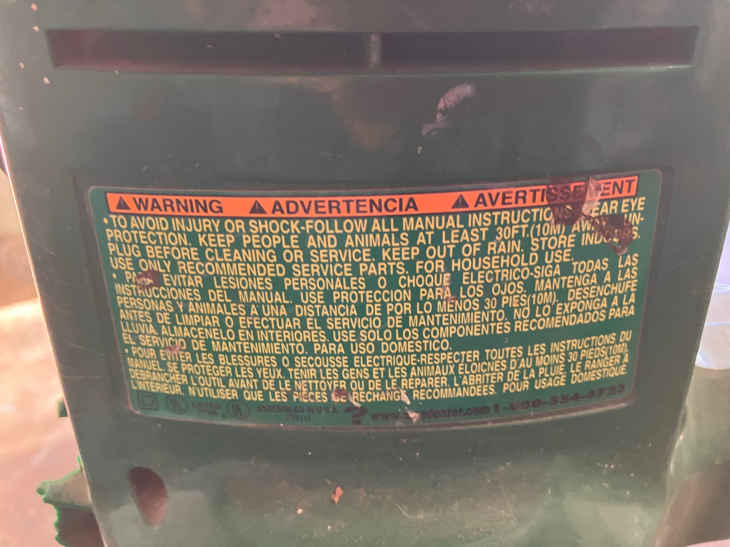 WARNING ADVERTENCIA AVERTISSEMENT
• TO AVOID INJURY OR SHOCK-FOLLOW ALL MANUAL INSTRUCTIONS. WEAR EYE
PROTECTION. KEEP PEOPLE AND ANIMALS AT LEAST 30FT.(10M) AWAY. UN-
PLUG BEFORE CLEANING OR SERVICE. KEEP OUT OF RAIN. STORE INDOORS.
USE ONLY RECOMMENDED SERVICE PARTS. FOR HOUSEHOLD USE.
• PARA EVITAR LESIONES PERSONALES O CHOQUE ELECTRICO-SIGA TODAS LAS
INSTRUCCIONES DEL MANUAL. USE PROTECCION PARA LOS OJOS. MANTENGA A LAS
PERSONAS Y ANIMALES A UNA DISTANCIA DE POR LO MENOS 30 PIES(10M). DESENCHUFE
ANTES DE LIMPIAR O EFECTUAR EL SERVICIO DE MANTENIMIENTO. NO LO EXPONGA A LA
LLUVIA. ALMACENELO EN INTERIORES. USE SOLO LOS COMPONENTES RECOMENDADOS PARA
EL SERVICIO DE MANTENIMIENTO. PARA USO DOMESTICO.
• POUR EVITER LES BLESSURES O SECOUSSE ELECTRIQUE-RESPECTER TOUTES LES INSTRUCTIONS DU
MANUEL. SE PROTEGER LES YEUX. TENIR LES GENS ET LES ANIMAUX ELOIGNES D'AU MOINS 30 PIEDS(10M).
L'OUTIL AVANT DE LE NETTOYER OU DE LE REPARER. L'ABRITER DE LA PLUIE. LE RANGER A
L'INTERIEUR. N'UTILISER QUE LES PIECES DE RECHANGE RECOMMANDEES. POUR USAGE DOMESTIQUE